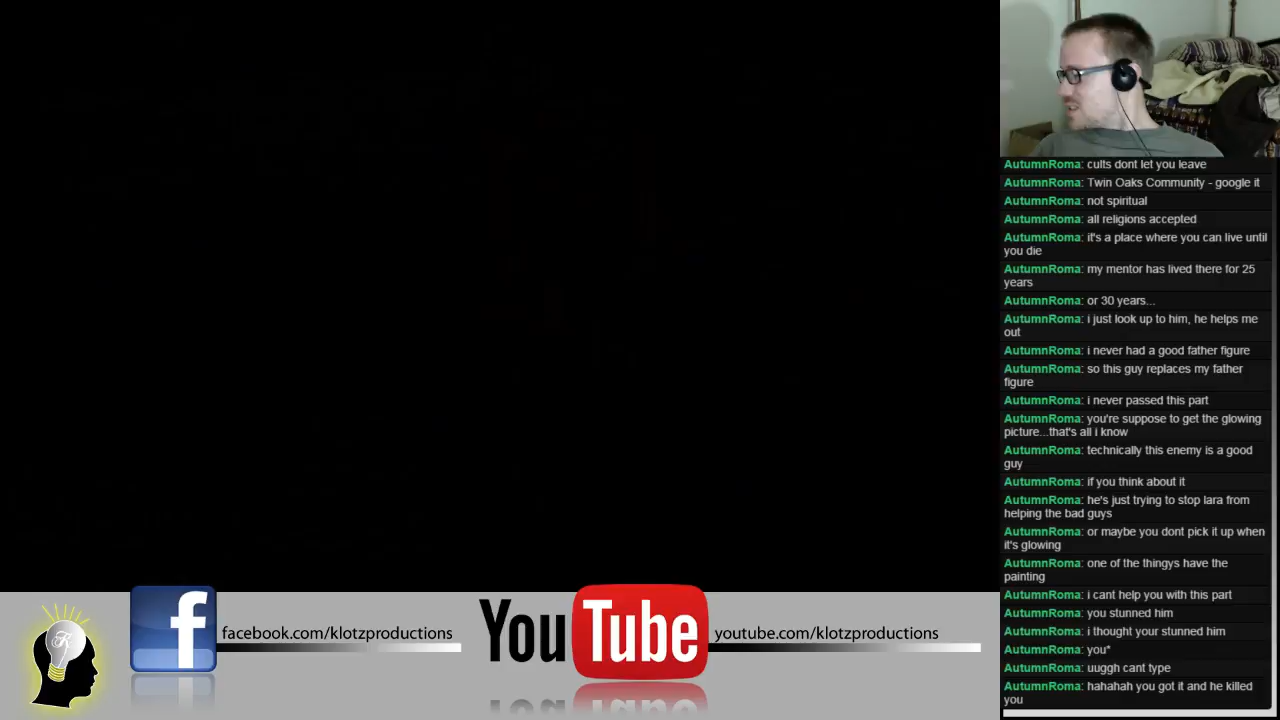 AutumnRoma: cults dont let you leave
AutumnRoma: Twin Oaks Community - google it
AutumnRoma: not spiritual
AutumnRoma: all religions accepted
AutumnRoma: it's a place where you can live until
you die
AutumnRoma: my mentor has lived there for 25
years
AutumnRoma: or 30 years...
AutumnRoma: i just look up to him, he helps me
out
AutumnRoma: i never had a good father figure
AutumnRoma: so this guy replaces my father
figure
AutumnRoma: i never passed this part
AutumnRoma: you're suppose to get the glowing
picture...that's all i know
AutumnRoma: technically this enemy is a good
guy
AutumnRoma: if you think about it
AutumnRoma: he's just trying to stop lara from
helping the bad guys
AutumnRoma: or maybe you dont pick it up when
it's glowing
AutumnRoma: one of the thingys have the
painting
AutumnRoma: i cant help you with this part
AutumnRoma: you stunned him
AutumnRoma: i thought your stunned him
AutumnRoma: you*
AutumnRoma: uuggh cant type
AutumnRoma: hahahah you got it and he killed
you
f
facebook.com/klotzproductions
YouTube
youtube.com/klotzproductions